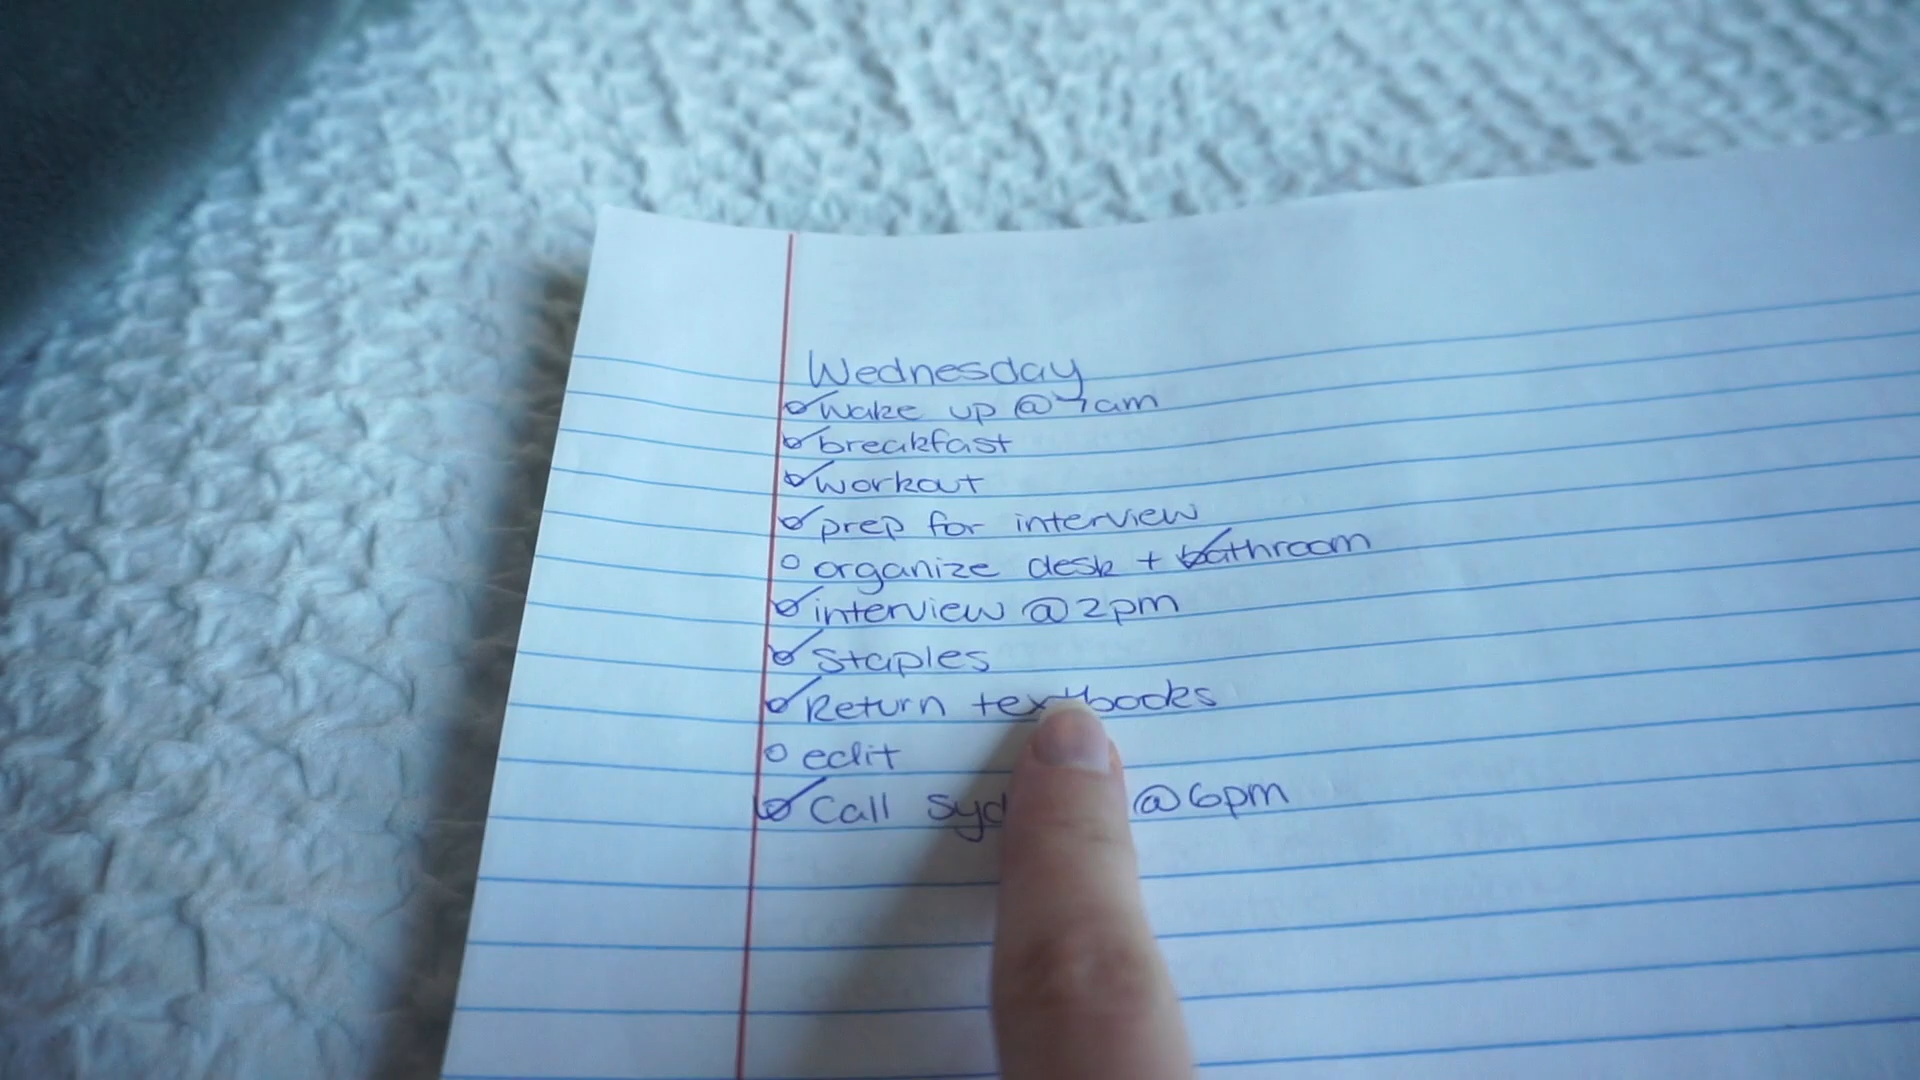 Wednesday
wake up @ 7am
breakfast
workout
prep for interview
organize desk + bathroom
interview @ 2pm
staples
Return textbooks
edit
Call @ 6pm